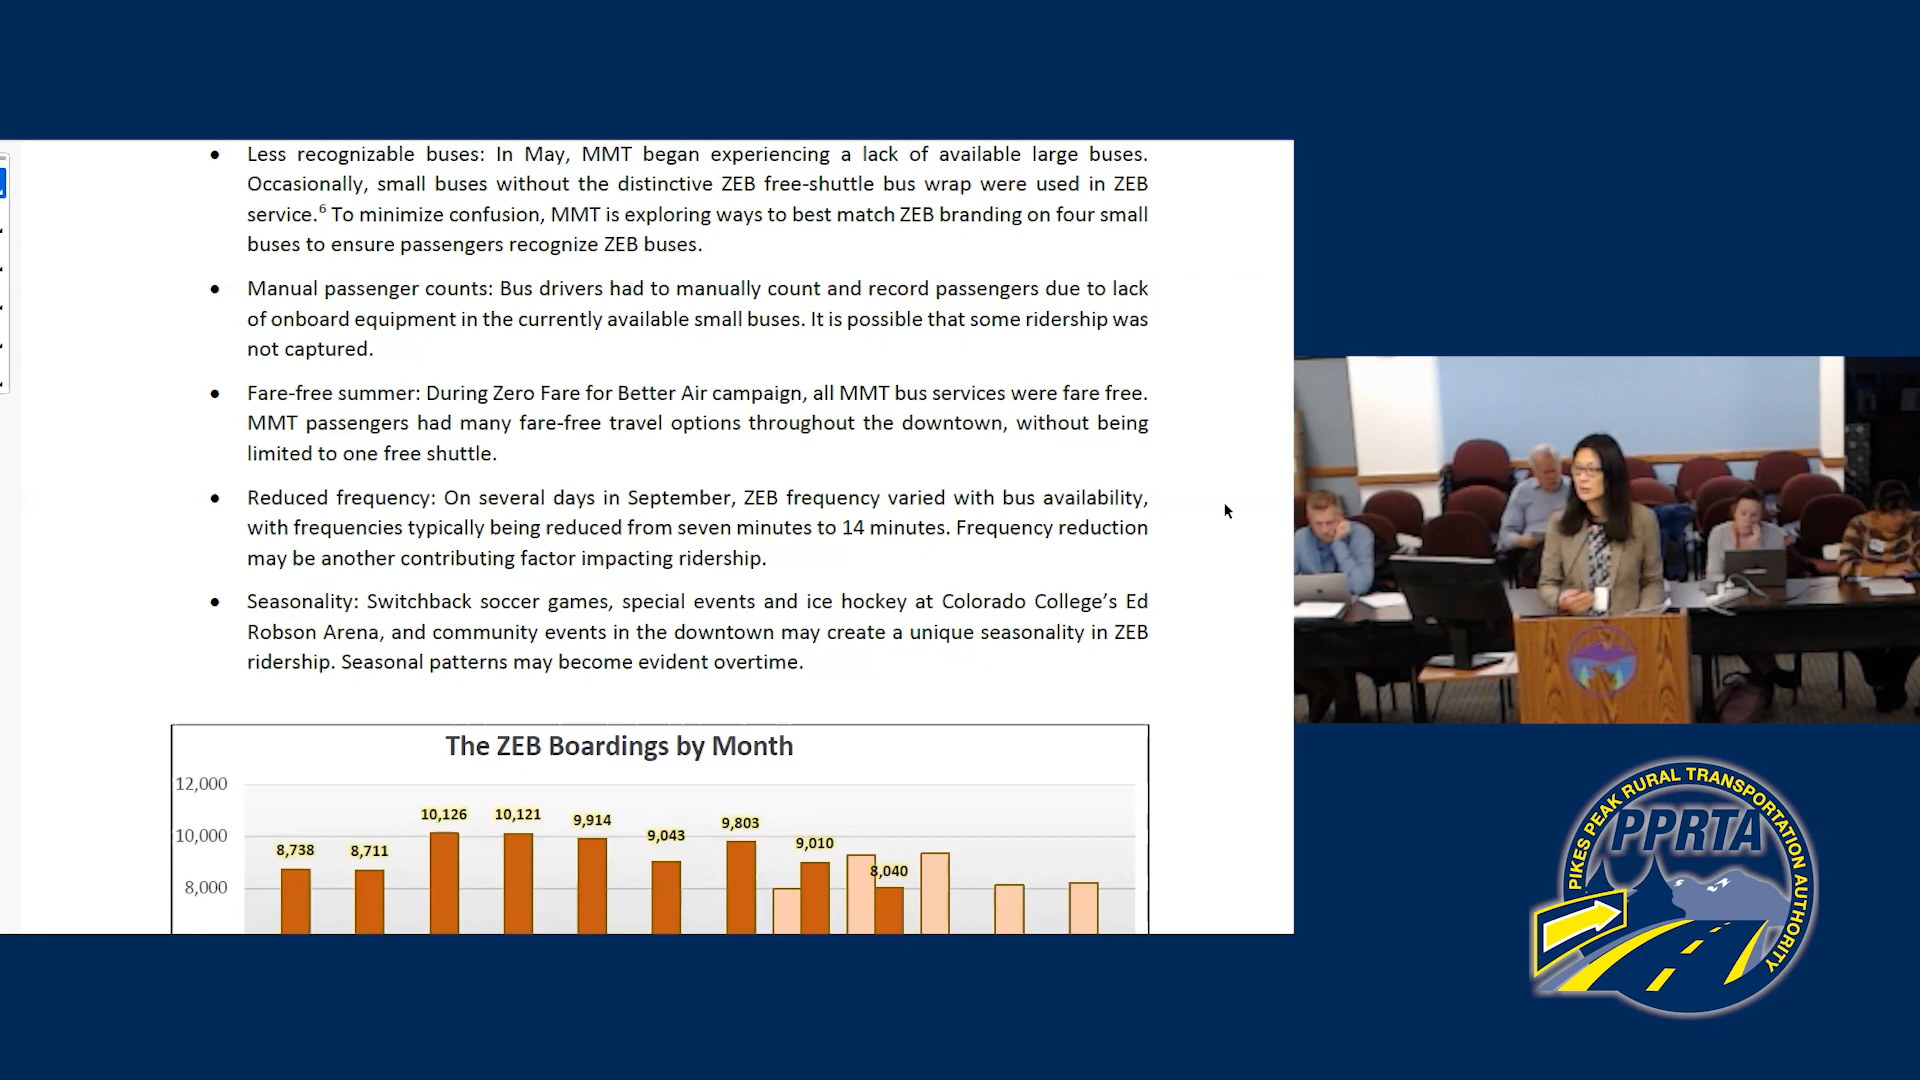 • Less recognizable buses: In May, MMT began experiencing a lack of available large buses.
Occasionally, small buses without the distinctive ZEB free-shuttle bus wrap were used in ZEB
service.6 To minimize confusion, MMT is exploring ways to best match ZEB branding on four small
buses to ensure passengers recognize ZEB buses.
• Manual passenger counts: Bus drivers had to manually count and record passengers due to lack
of onboard equipment in the currently available small buses. It is possible that some ridership was
not captured.
• Fare-free summer: During Zero Fare for Better Air campaign, all MMT bus services were fare free.
MMT passengers had many fare-free travel options throughout the downtown, without being
limited to one free shuttle.
• Reduced frequency: On several days in September, ZEB frequency varied with bus availability,
with frequencies typically being reduced from seven minutes to 14 minutes. Frequency reduction
may be another contributing factor impacting ridership.
• Seasonality: Switchback soccer games, special events and ice hockey at Colorado College’s Ed
Robson Arena, and community events in the downtown may create a unique seasonality in ZEB
ridership. Seasonal patterns may become evident overtime.
The ZEB Boardings by Month
12,000
10,000
8,000
8,738
8,711
10,126
10,121
9,914
9,043
9,803
9,010
8,040
PIKES PEAK RURAL TRANSPORTATION AUTHORITY
PPRTA